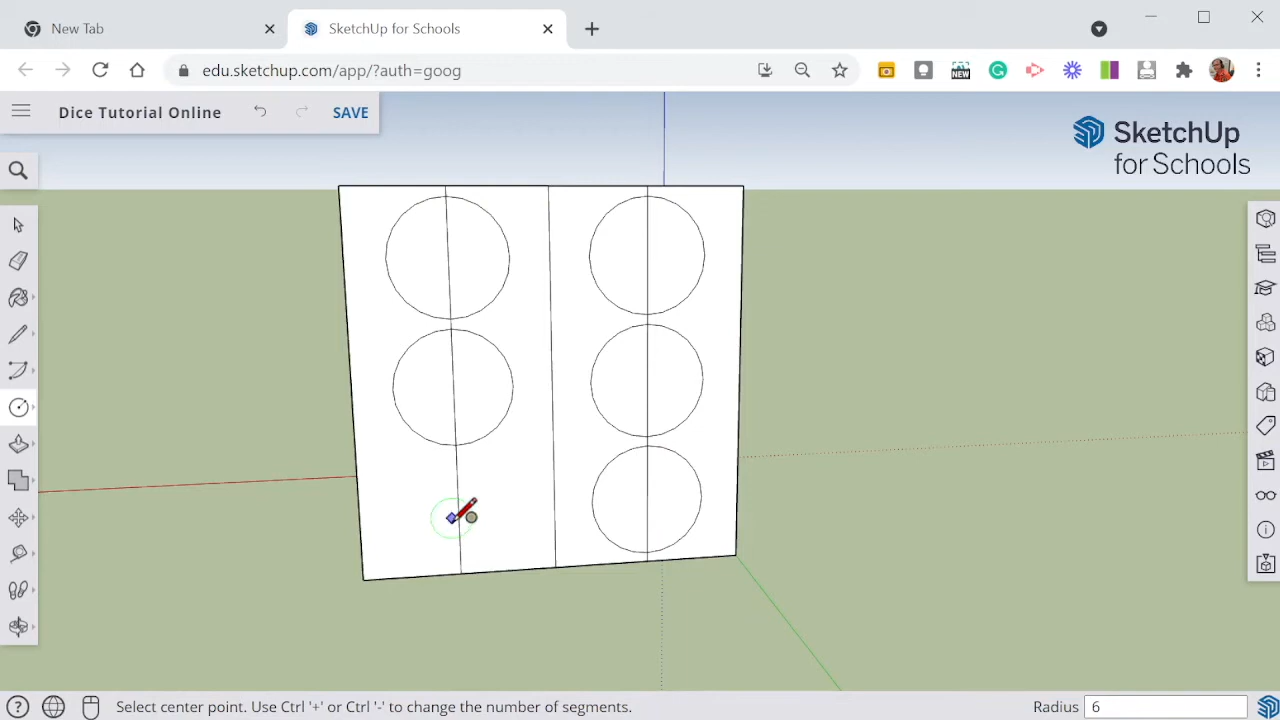 New Tab
SketchUp for Schools
edu.sketchup.com/app/?auth=goog
NEW
Dice Tutorial Online
SAVE
SketchUp
for Schools
Select center point. Use Ctrl '+' or Ctrl '-' to change the number of segments.
Radius 6